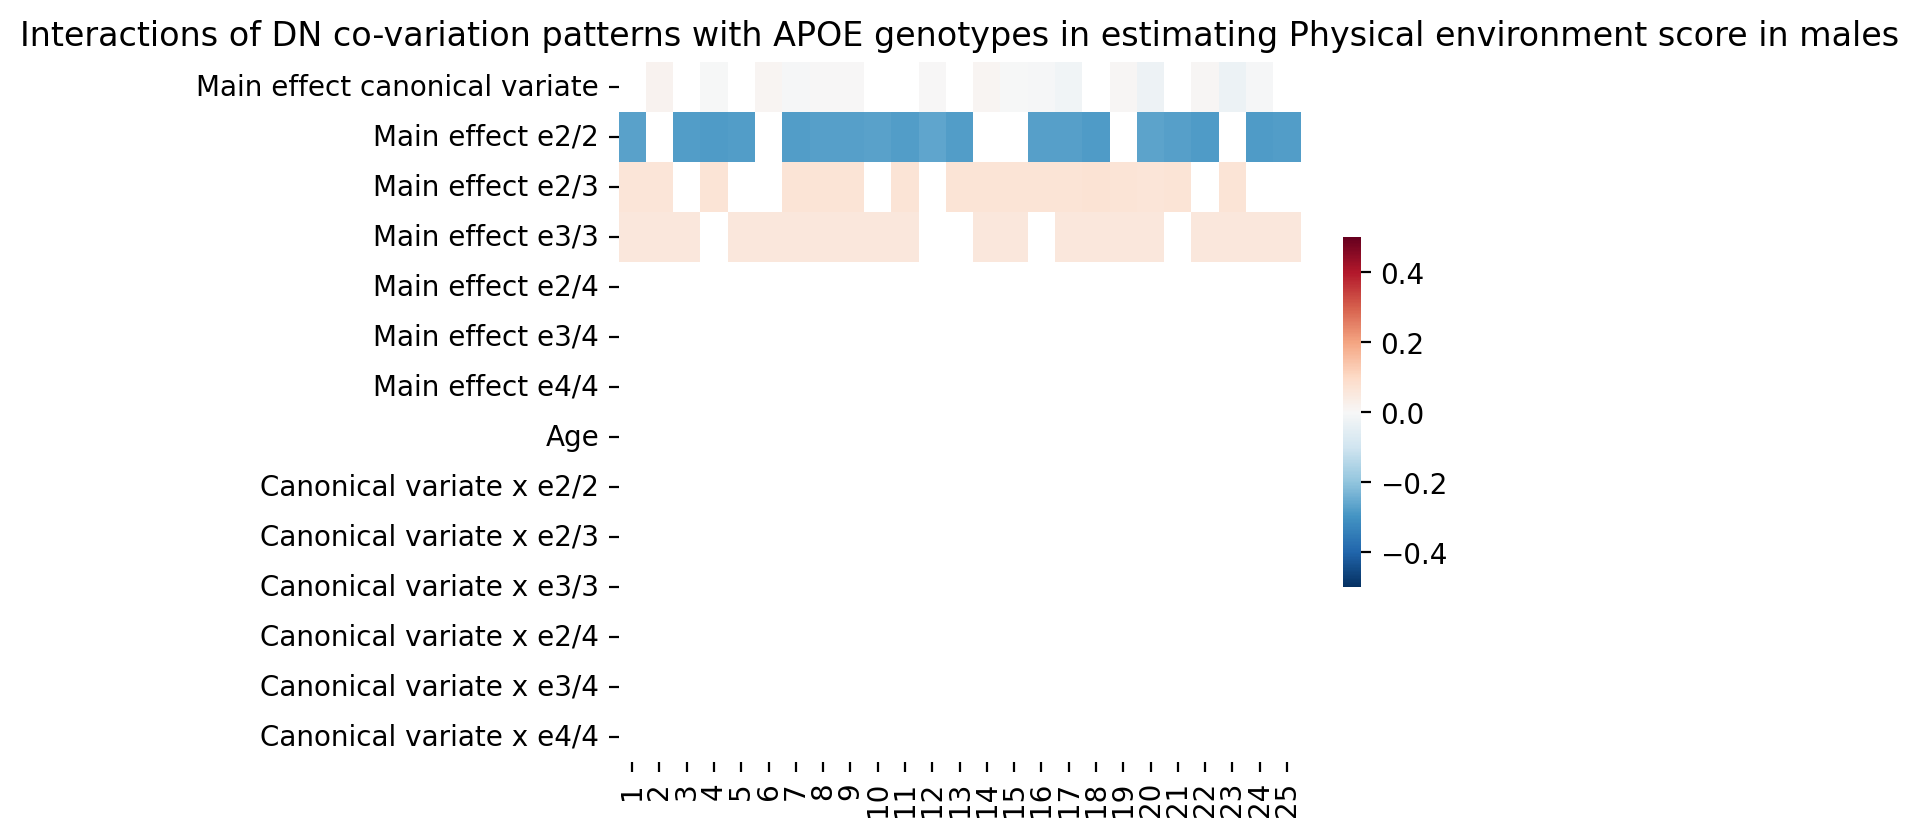 Interactions of DN co-variation patterns with APOE genotypes in estimating Physical environment score in males
Main effect canonical variate
Main effect e2/2
Main effect e2/3
Main effect e3/3
Main effect e2/4
Main effect e3/4
Main effect e4/4
Age
Canonical variate x e2/2
Canonical variate x e2/3
Canonical variate x e3/3
Canonical variate x e2/4
Canonical variate x e3/4
Canonical variate x e4/4
1 2 3 4 5 6 7 8 9 10 11 12 13 14 15 16 17 18 19 20 21 22 23 24 25
0.4
0.2
0.0
−0.2
−0.4